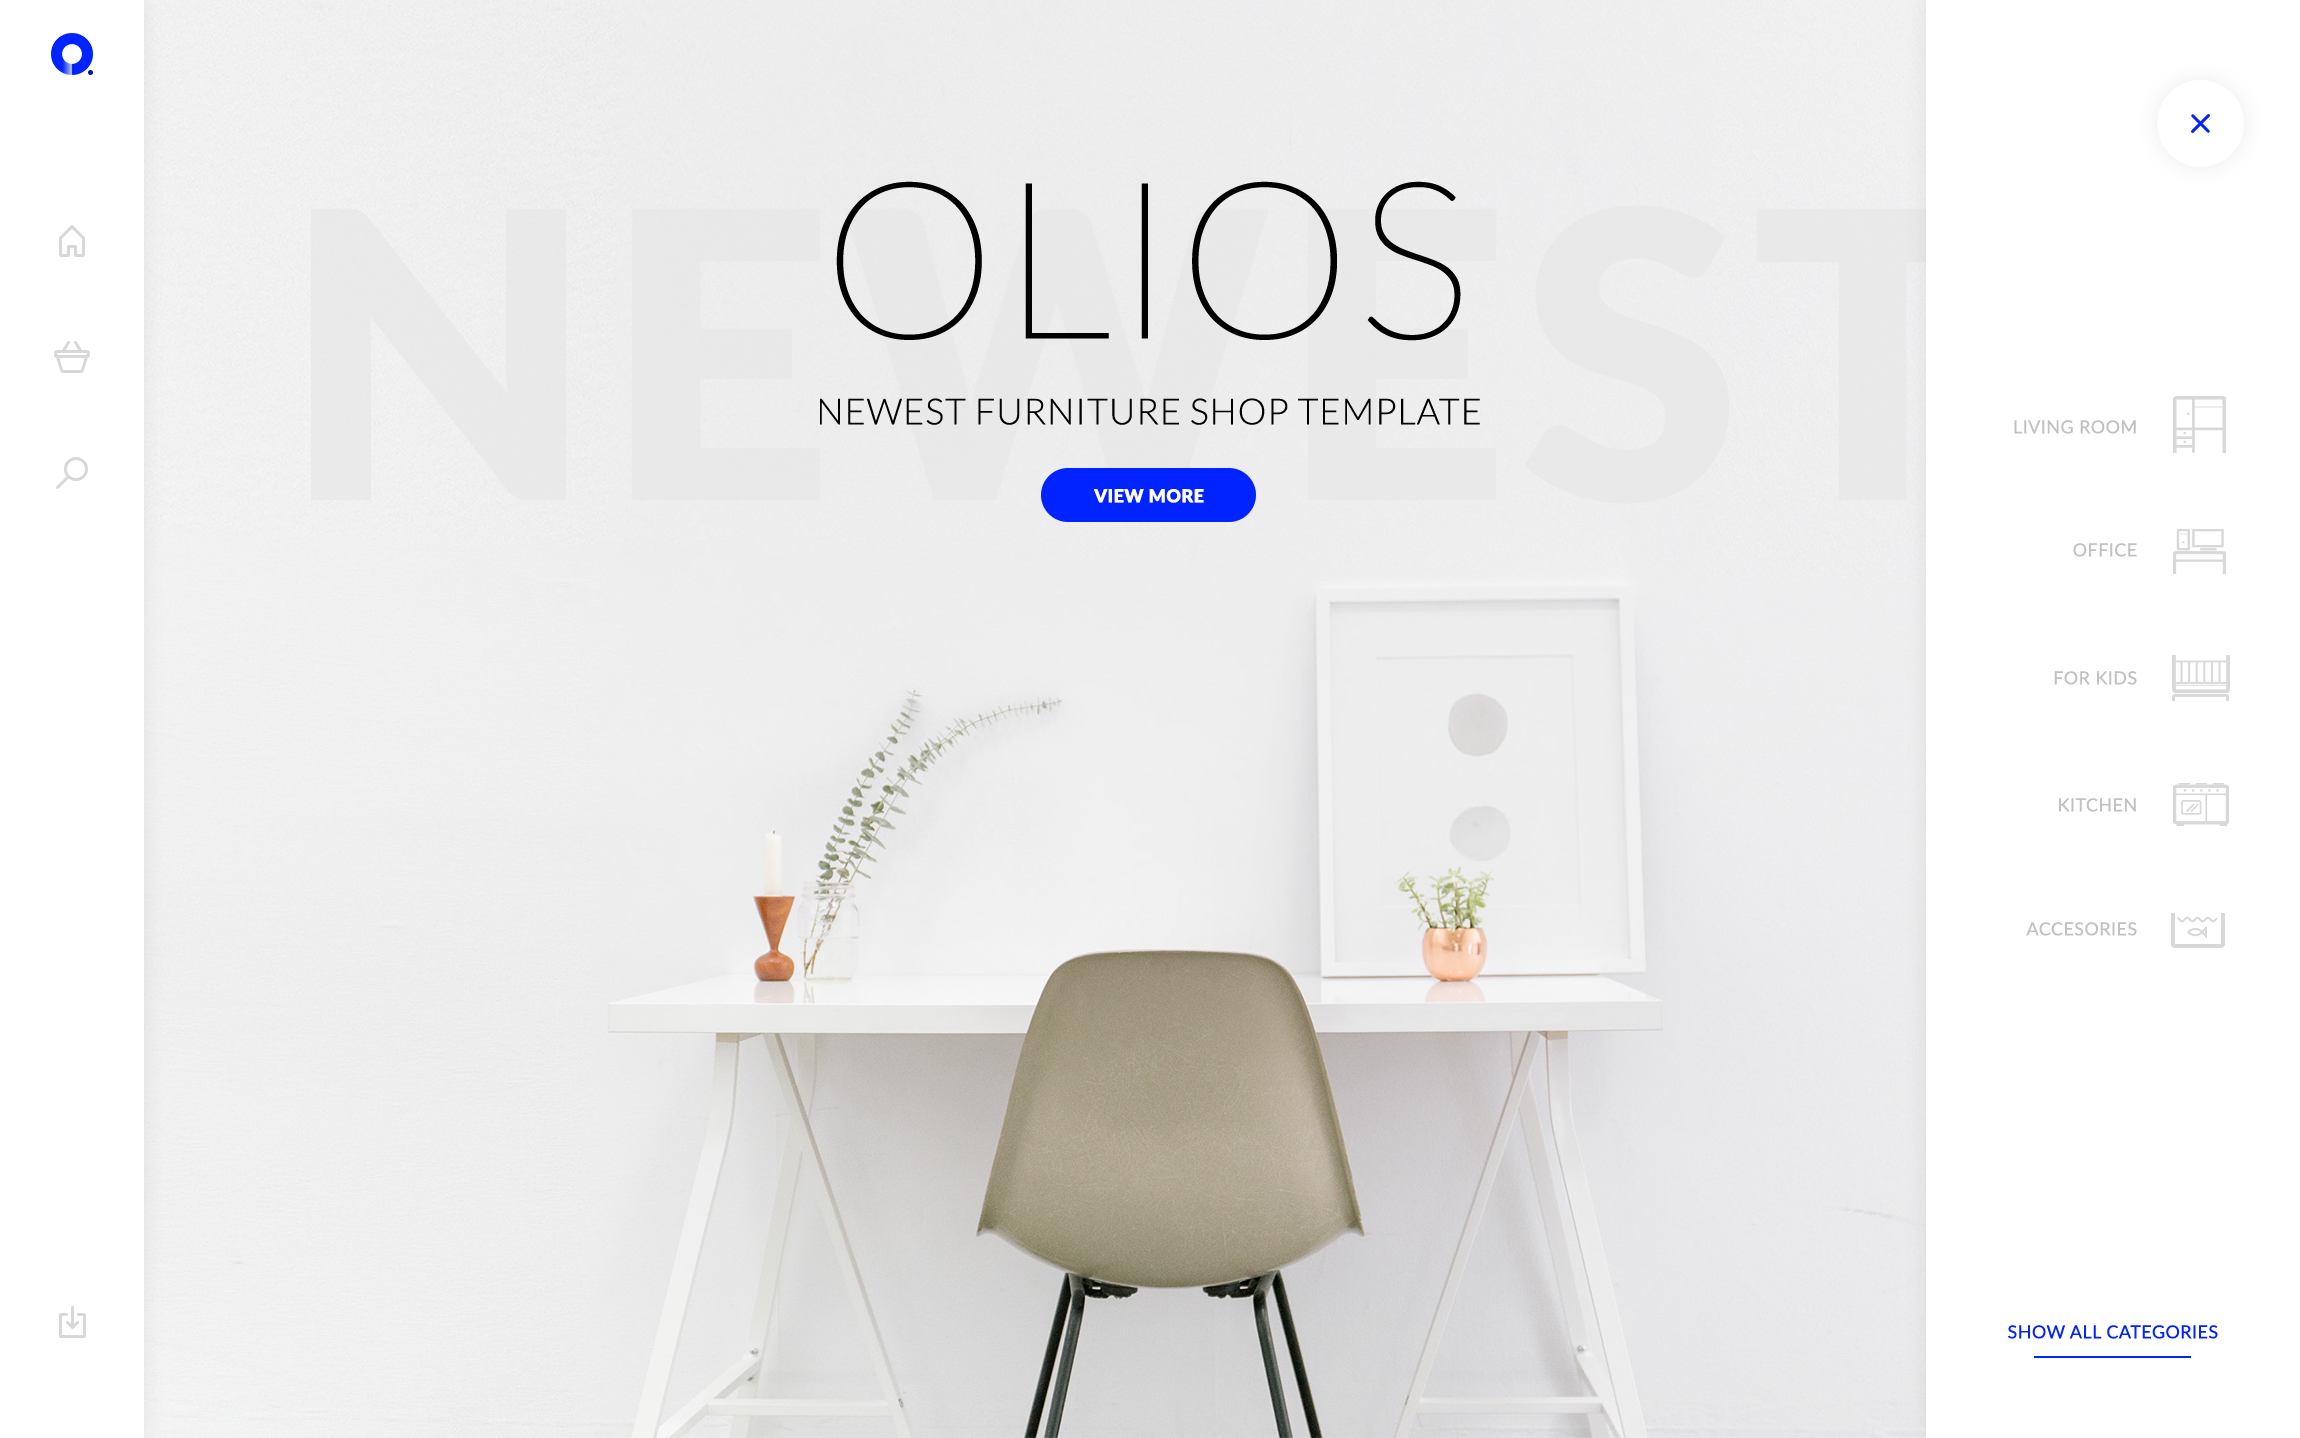 NEWEST
OLIOS
NEWEST FURNITURE SHOP TEMPLATE
VIEW MORE
LIVING ROOM
OFFICE
FOR KIDS
KITCHEN
ACCESORIES
SHOW ALL CATEGORIES